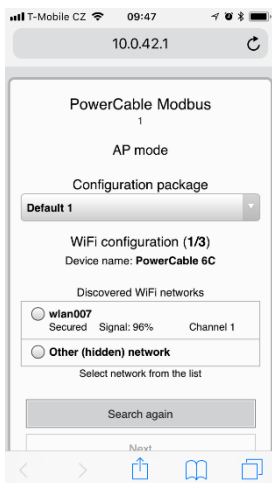 T-Mobile CZ 09:47
10.0.42.1
PowerCable Modbus
1
AP mode
Configuration package
Default 1
WiFi configuration (1/3)
Device name: PowerCable 6C
Discovered WiFi networks
wlan007
Secured Signal: 96% Channel 1
Other (hidden) network
Select network from the list
Search again
Next